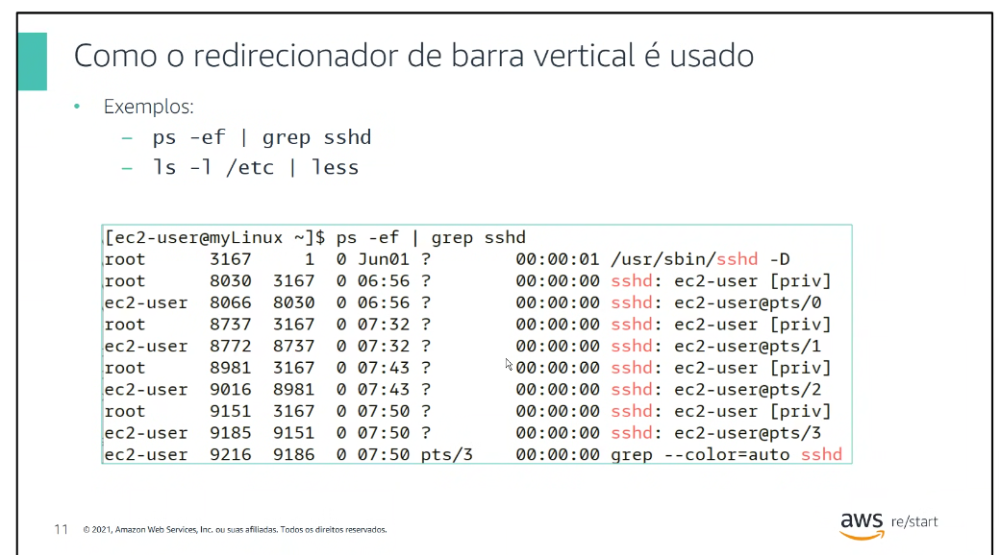 Como o redirecionador de barra vertical é usado
• Exemplos:
– ps -ef | grep sshd
– ls -l /etc | less
[ec2-user@myLinux ~]$ ps -ef | grep sshd
root      3167     1  0 Jun01 ?        00:00:01 /usr/sbin/sshd -D
root      8030  3167  0 06:56 ?        00:00:00 sshd: ec2-user [priv]
ec2-user  8066  8030  0 06:56 ?        00:00:00 sshd: ec2-user@pts/0
root      8737  3167  0 07:32 ?        00:00:00 sshd: ec2-user [priv]
ec2-user  8772  8737  0 07:32 ?        00:00:00 sshd: ec2-user@pts/1
root      8981  3167  0 07:43 ?        00:00:00 sshd: ec2-user [priv]
ec2-user  9016  8981  0 07:43 ?        00:00:00 sshd: ec2-user@pts/2
root      9151  3167  0 07:50 ?        00:00:00 sshd: ec2-user [priv]
ec2-user  9185  9151  0 07:50 ?        00:00:00 sshd: ec2-user@pts/3
ec2-user  9216  9186  0 07:50 pts/3    00:00:00 grep --color=auto sshd
11 © 2021, Amazon Web Services, Inc. ou suas afiliadas. Todos os direitos reservados.
aws re/start